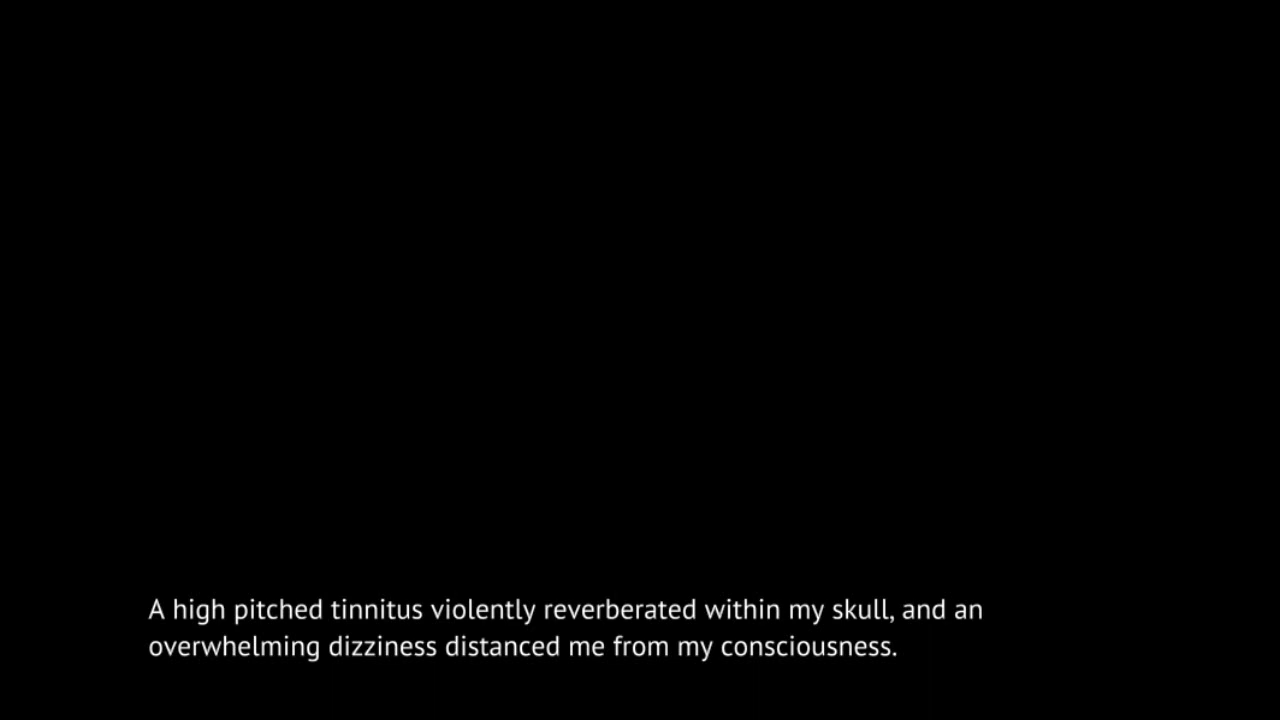 A high pitched tinnitus violently reverberated within my skull, and an
overwhelming dizziness distanced me from my consciousness.